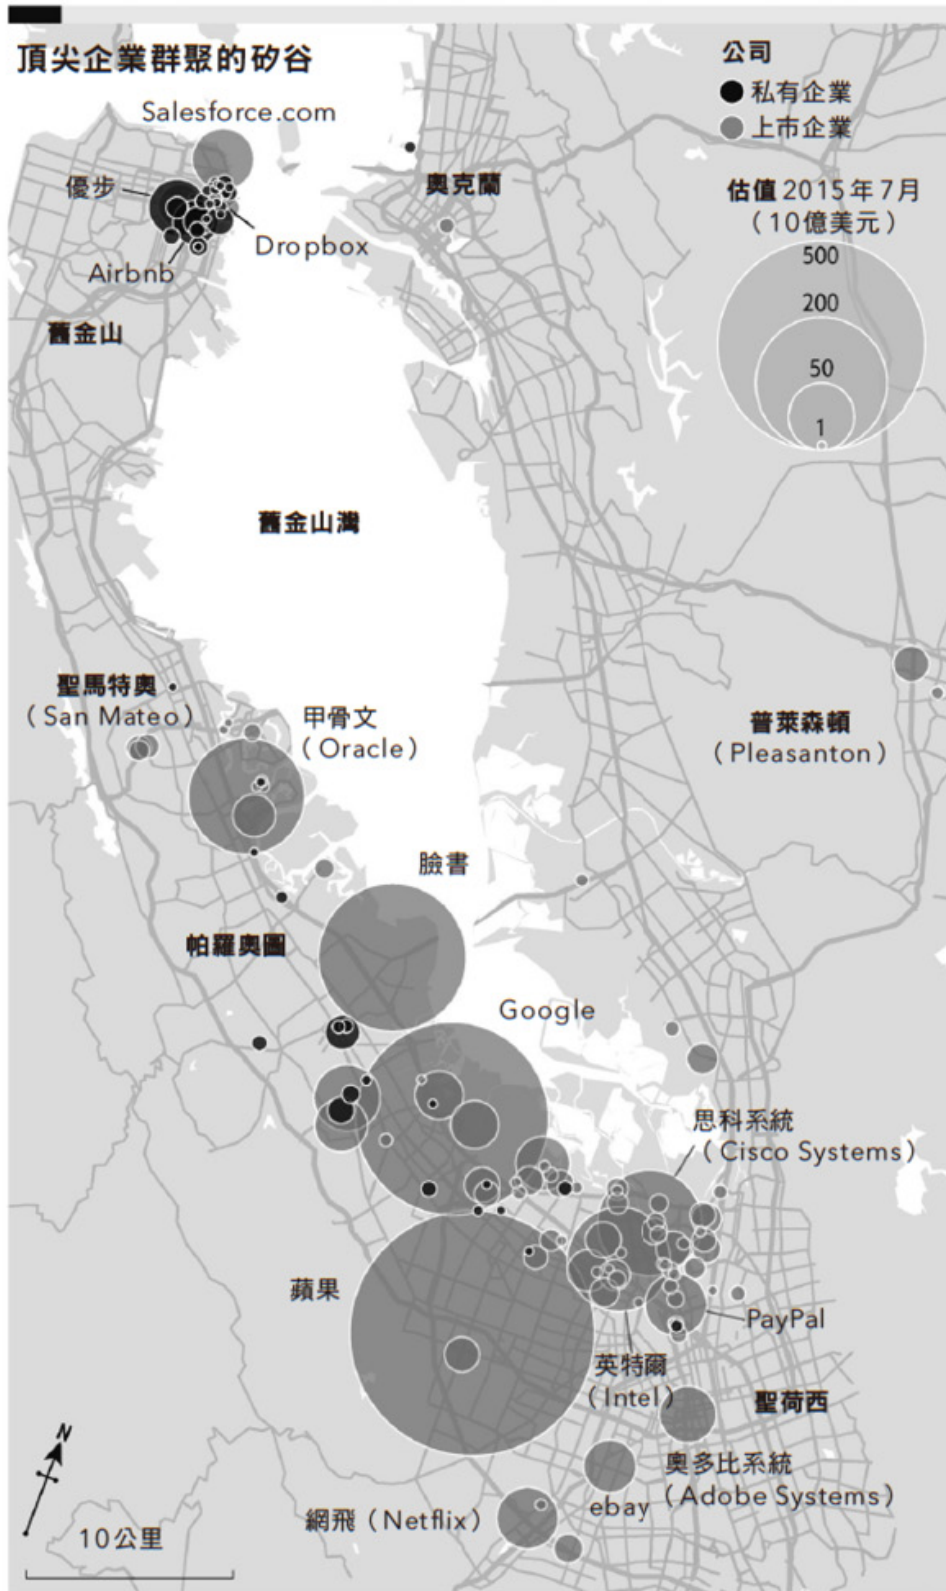 頂尖企業群聚的矽谷
公司
私有企業
上市企業
估值 2015 年 7 月
（10億美元）
500
200
50
1
Salesforce.com
優步
Dropbox
Airbnb
奧克蘭
舊金山
舊金山灣
聖馬特奧
（San Mateo）
甲骨文
（Oracle）
普萊森頓
（Pleasanton）
臉書
帕羅奧圖
Google
思科系統
（Cisco Systems）
蘋果
PayPal
英特爾
（Intel）
聖荷西
奧多比系統
（Adobe Systems）
ebay
網飛（Netflix）
N
10公里